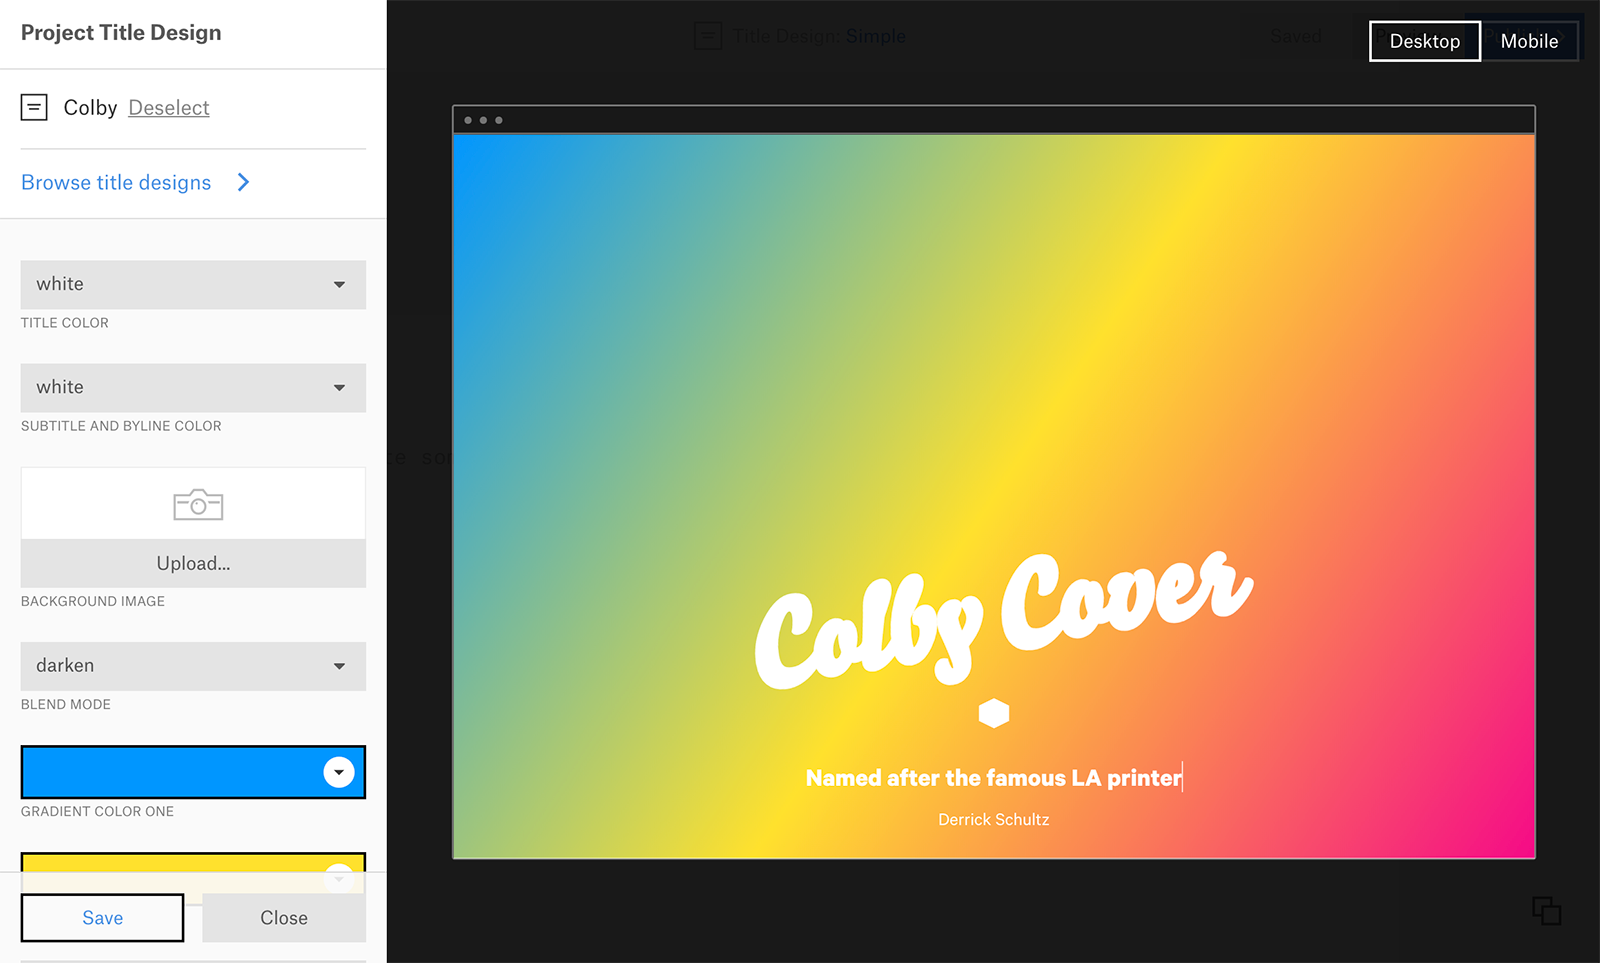 Project Title Design
Colby Deselect
Browse title designs
white
TITLE COLOR
white
SUBTITLE AND BYLINE COLOR
Upload...
BACKGROUND IMAGE
darken
BLEND MODE
GRADIENT COLOR ONE
Save Close
Title Design: Simple
Saved
Desktop Mobile
Colby Cover
Named after the famous LA printer
Derrick Schultz